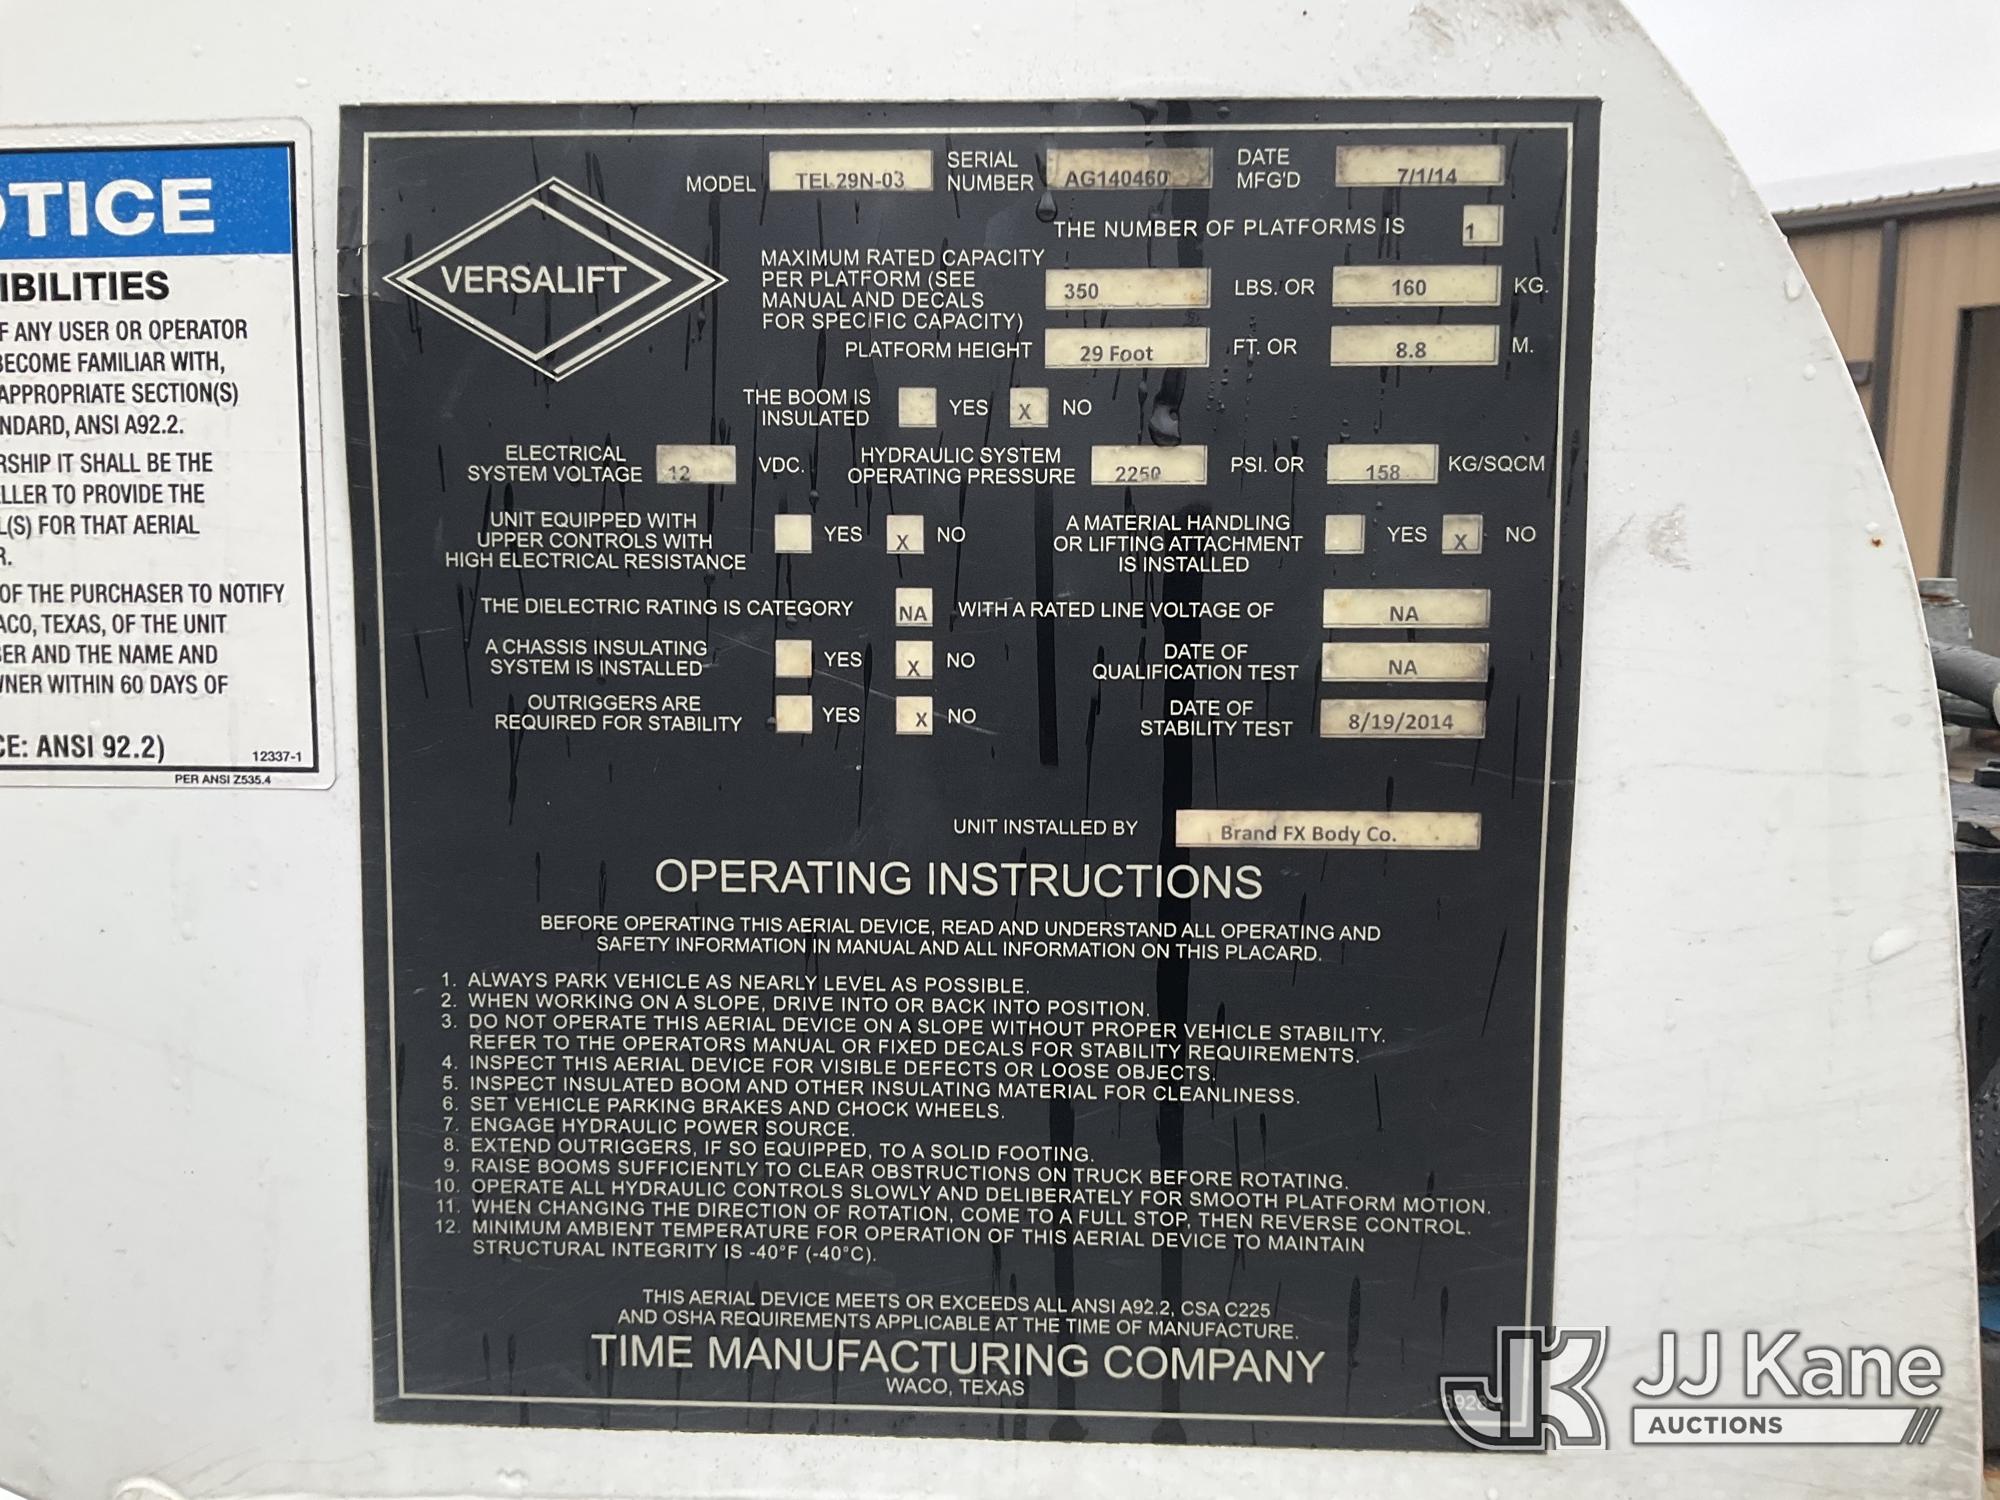 OTICE
IBILITIES
F ANY USER OR OPERATOR
BECOME FAMILIAR WITH,
APPROPRIATE SECTION(S)
NDARD, ANSI A92.2.
RSHIP IT SHALL BE THE
ELLER TO PROVIDE THE
L(S) FOR THAT AERIAL
R.
OF THE PURCHASER TO NOTIFY
ACO, TEXAS, OF THE UNIT
BER AND THE NAME AND
WNER WITHIN 60 DAYS OF
CE: ANSI 92.2)
12337-1
PER ANSI Z535.4
VERSALIFT
MODEL TEL29N-03 SERIAL NUMBER AG140460 DATE MFG'D 7/1/14
THE NUMBER OF PLATFORMS IS 1
MAXIMUM RATED CAPACITY
PER PLATFORM (SEE
MANUAL AND DECALS
FOR SPECIFIC CAPACITY) 350 LBS. OR 160 KG.
PLATFORM HEIGHT 29 Foot FT. OR 8.8 M.
THE BOOM IS
INSULATED YES X NO
ELECTRICAL
SYSTEM VOLTAGE 12 VDC.
HYDRAULIC SYSTEM
OPERATING PRESSURE 2250 PSI. OR 158 KG/SQCM
UNIT EQUIPPED WITH
UPPER CONTROLS WITH
HIGH ELECTRICAL RESISTANCE YES X NO
A MATERIAL HANDLING
OR LIFTING ATTACHMENT
IS INSTALLED YES X NO
THE DIELECTRIC RATING IS CATEGORY NA WITH A RATED LINE VOLTAGE OF NA
A CHASSIS INSULATING
SYSTEM IS INSTALLED YES X NO
DATE OF
QUALIFICATION TEST NA
OUTRIGGERS ARE
REQUIRED FOR STABILITY YES X NO
DATE OF
STABILITY TEST 8/19/2014
UNIT INSTALLED BY Brand FX Body Co.
OPERATING INSTRUCTIONS
BEFORE OPERATING THIS AERIAL DEVICE, READ AND UNDERSTAND ALL OPERATING AND
SAFETY INFORMATION IN MANUAL AND ALL INFORMATION ON THIS PLACARD.
1. ALWAYS PARK VEHICLE AS NEARLY LEVEL AS POSSIBLE.
2. WHEN WORKING ON A SLOPE, DRIVE INTO OR BACK INTO POSITION.
3. DO NOT OPERATE THIS AERIAL DEVICE ON A SLOPE WITHOUT PROPER VEHICLE STABILITY.
REFER TO THE OPERATORS MANUAL OR FIXED DECALS FOR STABILITY REQUIREMENTS.
4. INSPECT THIS AERIAL DEVICE FOR VISIBLE DEFECTS OR LOOSE OBJECTS.
5. INSPECT INSULATED BOOM AND OTHER INSULATING MATERIAL FOR CLEANLINESS.
6. SET VEHICLE PARKING BRAKES AND CHOCK WHEELS.
7. ENGAGE HYDRAULIC POWER SOURCE.
8. EXTEND OUTRIGGERS, IF SO EQUIPPED, TO A SOLID FOOTING.
9. RAISE BOOMS SUFFICIENTLY TO CLEAR OBSTRUCTIONS ON TRUCK BEFORE ROTATING.
10. OPERATE ALL HYDRAULIC CONTROLS SLOWLY AND DELIBERATELY FOR SMOOTH PLATFORM MOTION.
11. WHEN CHANGING THE DIRECTION OF ROTATION, COME TO A FULL STOP, THEN REVERSE CONTROL.
12. MINIMUM AMBIENT TEMPERATURE FOR OPERATION OF THIS AERIAL DEVICE TO MAINTAIN
STRUCTURAL INTEGRITY IS -40°F (-40°C).
THIS AERIAL DEVICE MEETS OR EXCEEDS ALL ANSI A92.2, CSA C225
AND OSHA REQUIREMENTS APPLICABLE AT THE TIME OF MANUFACTURE.
TIME MANUFACTURING COMPANY
WACO, TEXAS
JK JJ Kane
AUCTIONS